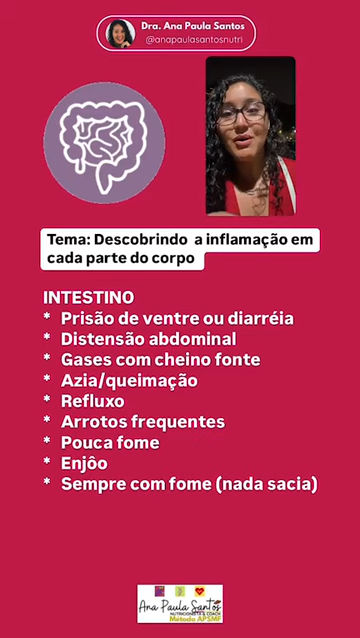 Dra. Ana Paula Santos
@anapaulasantosnutri
Tema: Descobrindo a inflamação em
cada parte do corpo
INTESTINO
* Prisão de ventre ou diarréia
* Distensão abdominal
* Gases com cheino fonte
* Azia/queimação
* Refluxo
* Arrotos frequentes
* Pouca fome
* Enjôo
* Sempre com fome (nada sacia)
Ana Paula Santos
NUTRICIONISTA & COACH
Método APSMF